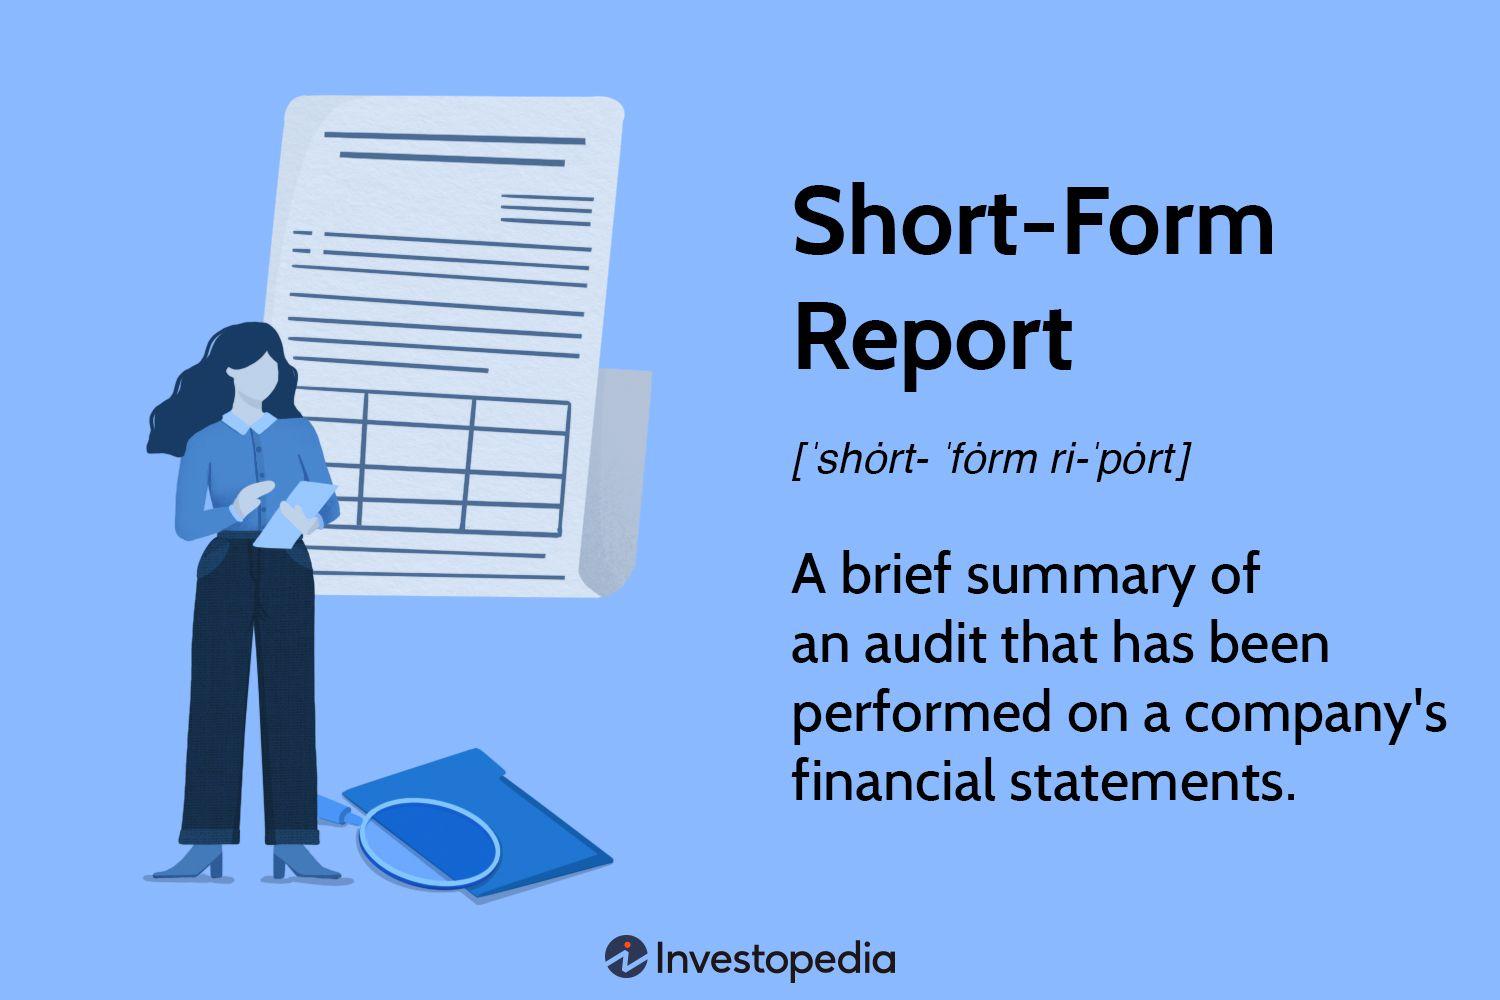 Short-Form
Report
[ˈshȯrt- ˈfȯrm ri-ˈpȯrt]
A brief summary of
an audit that has been
performed on a company's
financial statements.
Investopedia